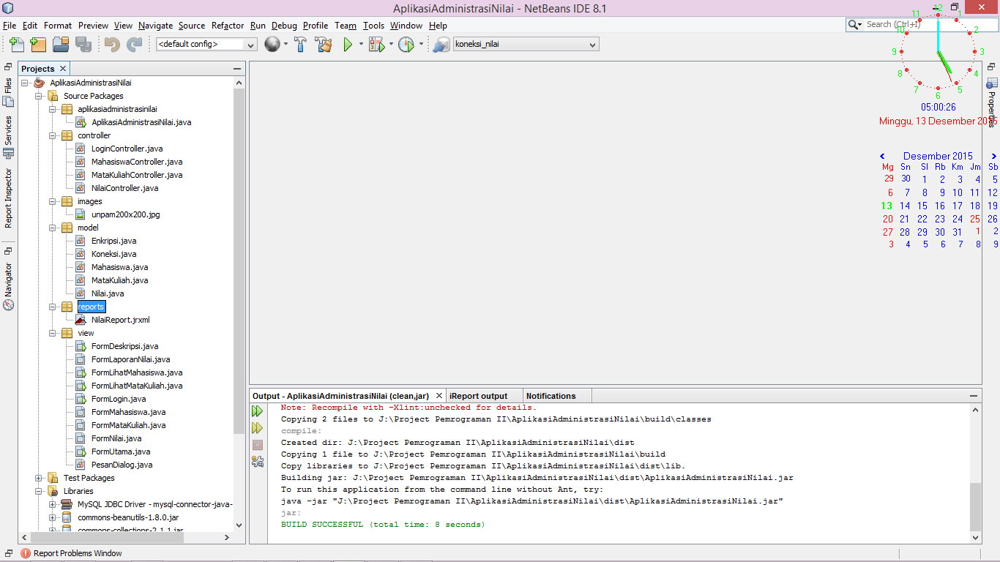 AplikasiAdministrasiNilai - NetBeans IDE 8.1
File Edit Format Preview View Navigate Source Refactor Run Debug Profile Team Tools Window Help
Search (Ctrl+I)
<default config>
koneksi_nilai
Files
Services
Report Inspector
Navigator
Projects
AplikasiAdministrasiNilai
Source Packages
aplikasiadministrasinilai
AplikasiAdministrasiNilai.java
controller
LoginController.java
MahasiswaController.java
MataKuliahController.java
NilaiController.java
images
unpam200x200.jpg
model
Enkripsi.java
Koneksi.java
Mahasiswa.java
MataKuliah.java
Nilai.java
reports
NilaiReport.jrxml
view
FormDeskripsi.java
FormLaporanNilai.java
FormLihatMahasiswa.java
FormLihatMataKuliah.java
FormLogin.java
FormMahasiswa.java
FormMataKuliah.java
FormNilai.java
FormUtama.java
PesanDialog.java
Test Packages
Libraries
MySQL JDBC Driver - mysql-connector-java-
commons-beanutils-1.8.0.jar
commons-collections-2.1.1.jar
12
1
2
3
4
5
6
7
8
9
10
11
05:00:26
Minggu, 13 Desember 2015
Properties
Desember 2015
Mg Sn Sl Rb Km Jm Sb
29 30 1 2 3 4 5
6 7 8 9 10 11 12
13 14 15 16 17 18 19
20 21 22 23 24 25 26
27 28 29 30 31 1 2
3 4 5 6 7 8 9
Output - AplikasiAdministrasiNilai (clean,jar) iReport output Notifications
Note: Recompile with -Xlint:unchecked for details.
Copying 2 files to J:\Project Pemrograman II\AplikasiAdministrasiNilai\build\classes
compile:
Created dir: J:\Project Pemrograman II\AplikasiAdministrasiNilai\dist
Copying 1 file to J:\Project Pemrograman II\AplikasiAdministrasiNilai\build
Copy libraries to J:\Project Pemrograman II\AplikasiAdministrasiNilai\dist\lib.
Building jar: J:\Project Pemrograman II\AplikasiAdministrasiNilai\dist\AplikasiAdministrasiNilai.jar
To run this application from the command line without Ant, try:
java -jar "J:\Project Pemrograman II\AplikasiAdministrasiNilai\dist\AplikasiAdministrasiNilai.jar"
jar:
BUILD SUCCESSFUL (total time: 8 seconds)
Report Problems Window